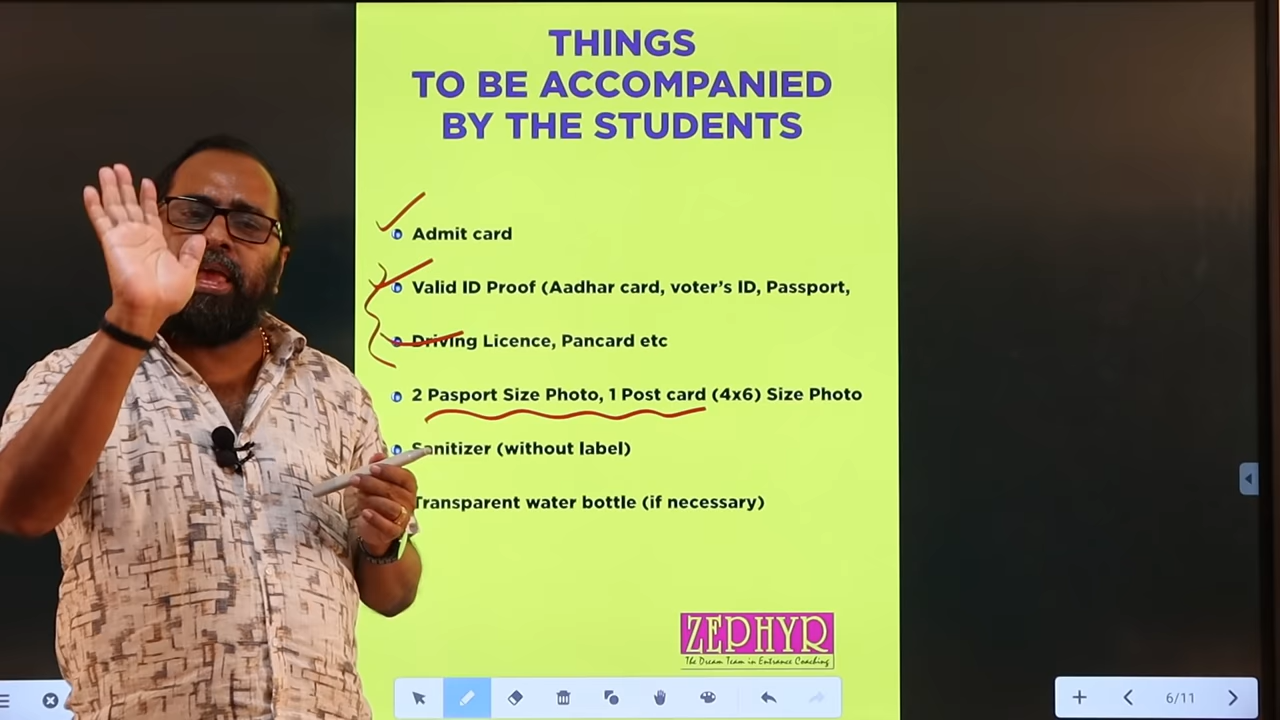 THINGS
TO BE ACCOMPANIED
BY THE STUDENTS
Admit card
Valid ID Proof (Aadhar card, voter's ID, Passport,
Driving Licence, Pancard etc
2 Pasport Size Photo, 1 Post card (4x6) Size Photo
Sanitizer (without label)
Transparent water bottle (if necessary)
ZEPHYR
The Dream Team in Entrance Coaching
6/11